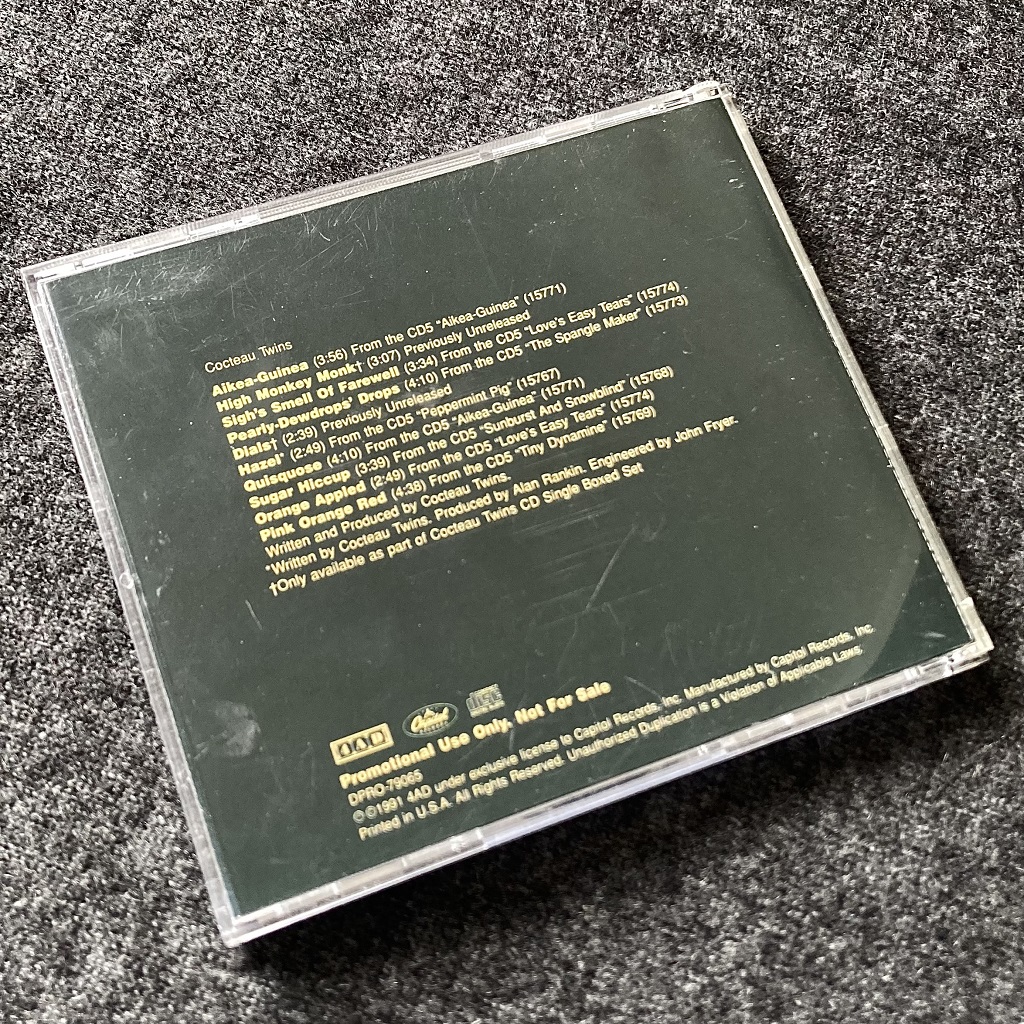 Cocteau Twins
Aikea-Guinea (3:56) From the CD5 "Aikea-Guinea" (15771)
High Monkey Monk† (3:07) Previously Unreleased
Sigh's Smell Of Farewell (3:34) From the CD5 "Love's Easy Tears" (15774)
Pearly-Dewdrops' Drops (4:10) From the CD5 "The Spangle Maker" (15773)
Dials† (2:39) Previously Unreleased
Hazel* (2:49) From the CD5 "Peppermint Pig" (15767)
Quisquose (4:10) From the CD5 "Aikea-Guinea" (15771)
Sugar Hiccup (3:39) From the CD5 "Sunburst And Snowblind" (15768)
Orange Appled (2:49) From the CD5 "Love's Easy Tears" (15774)
Pink Orange Red (4:38) From the CD5 "Tiny Dynamine" (15769)
Written and Produced by Cocteau Twins.
*Written by Cocteau Twins. Produced by Alan Rankin. Engineered by John Fryer.
†Only available as part of Cocteau Twins CD Single Boxed Set
4AD Capitol
Promotional Use Only, Not For Sale
DPRO-79065
℗©1991 4AD under exclusive license to Capitol Records, Inc. Manufactured by Capitol Records, Inc.
Printed in U.S.A. All Rights Reserved. Unauthorized Duplication is a Violation of Applicable Laws.